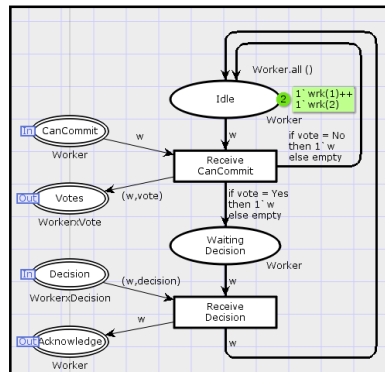 Worker.all ()
Idle
2
1`wrk(1)++
1`wrk(2)
Worker
In
CanCommit
Worker
w
w
if vote = No
then 1`w
else empty
Receive
CanCommit
Out
Votes
WorkerxVote
(w,vote)
if vote = Yes
then 1`w
else empty
Waiting
Decision
Worker
In
Decision
WorkerxDecision
(w,decision)
w
Receive
Decision
w
Out
Acknowledge
Worker
w